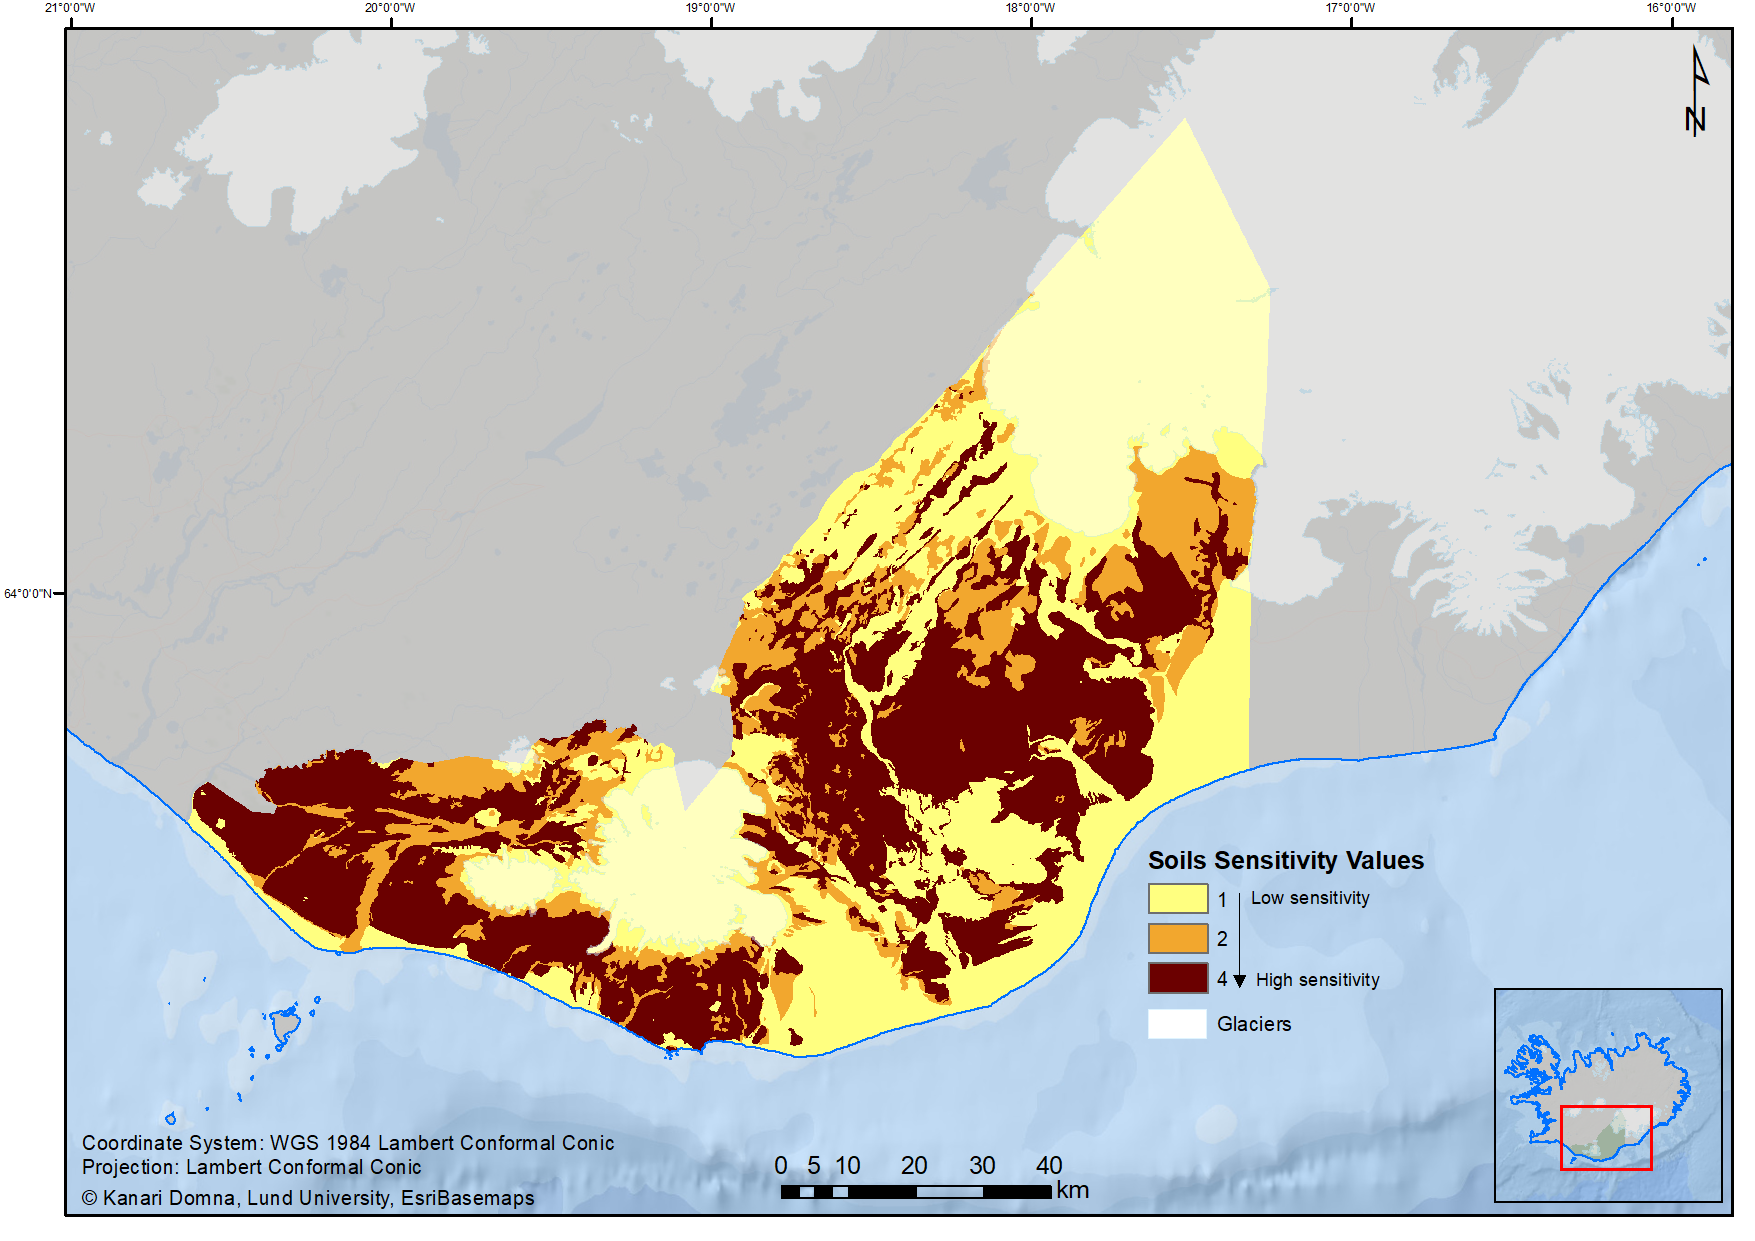 21°0'0"W
20°0'0"W
19°0'0"W
18°0'0"W
17°0'0"W
16°0'0"W
N
64°0'0"N
Soils Sensitivity Values
1 Low sensitivity
2
4 High sensitivity
Glaciers
Coordinate System: WGS 1984 Lambert Conformal Conic
Projection: Lambert Conformal Conic
© Kanari Domna, Lund University, EsriBasemaps
0 5 10 20 30 40
km